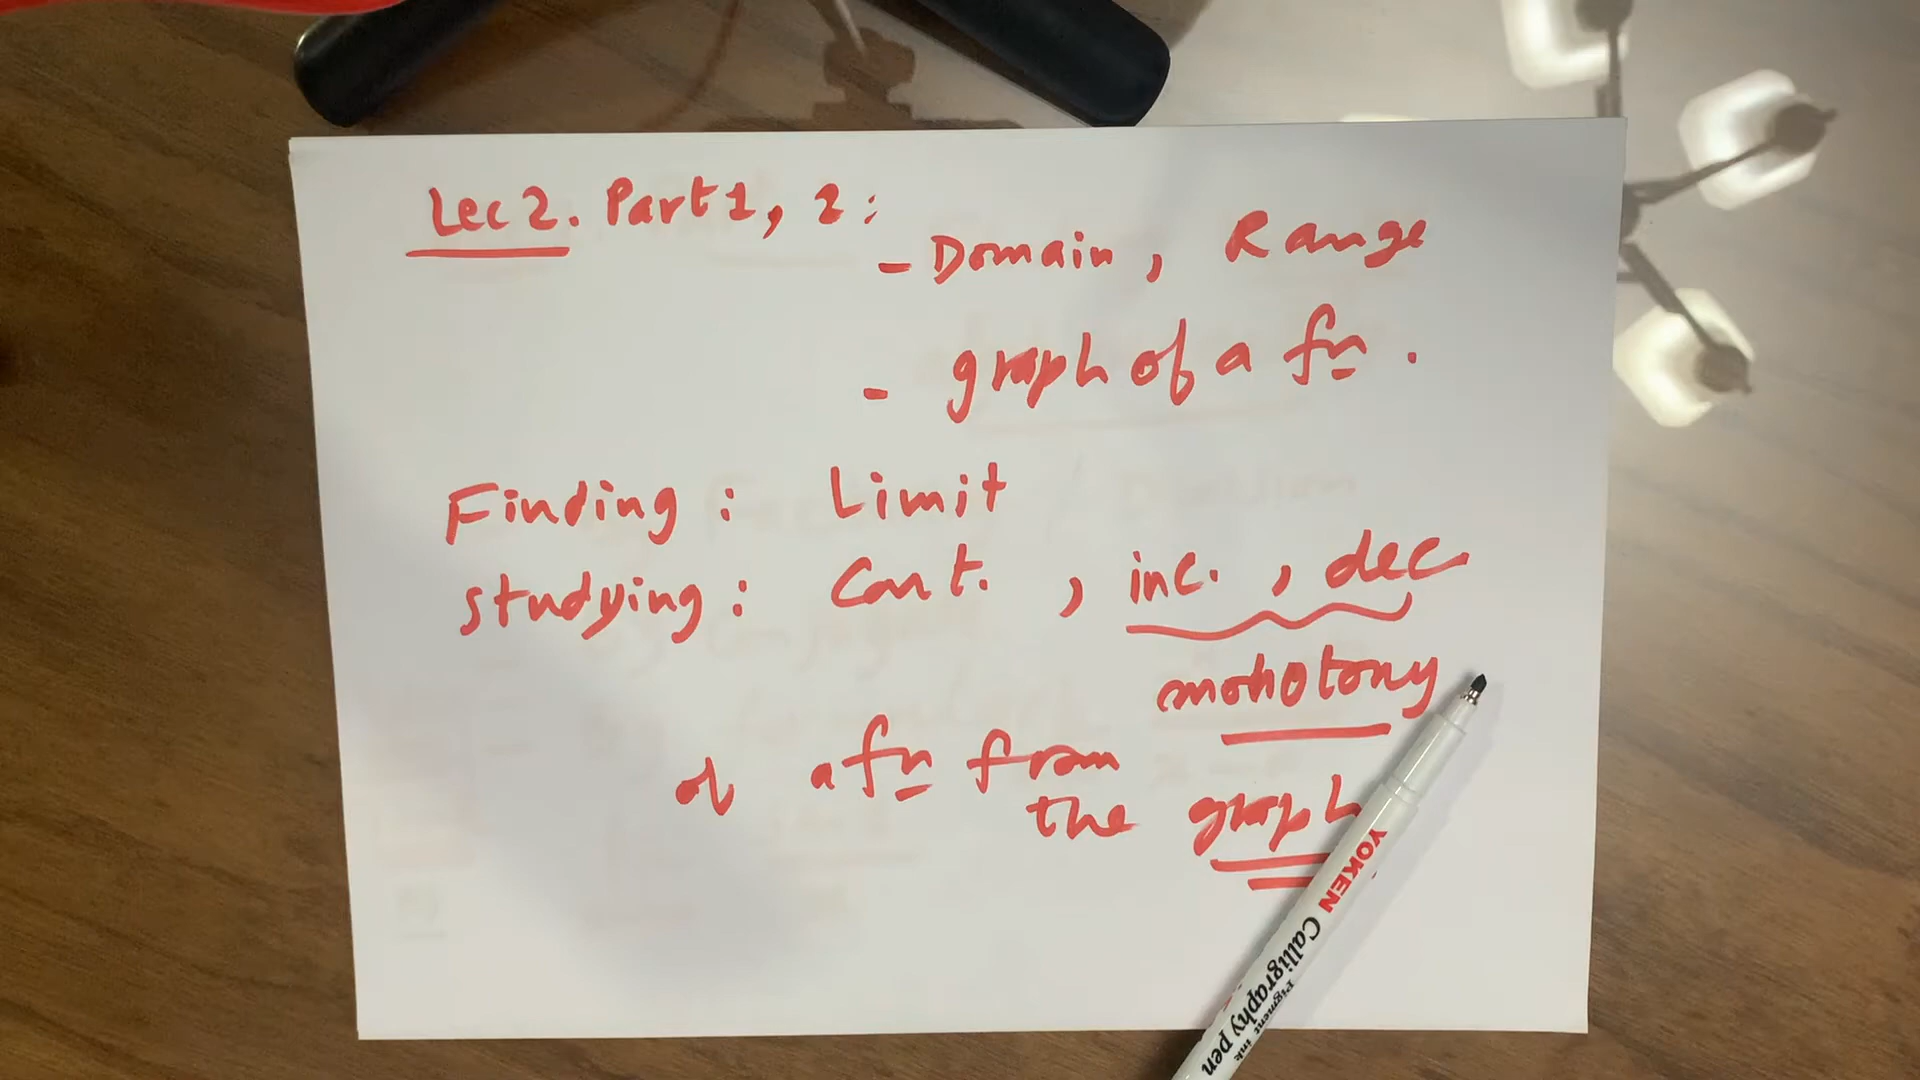 Lec 2. Part 1, 2:
- Domain, Range
- graph of a fn.
Finding: Limit
studying: Cont. , inc. , dec.
monotony
of a fn from
the graph
YOKEN Calligraphy pen
Pigment ink